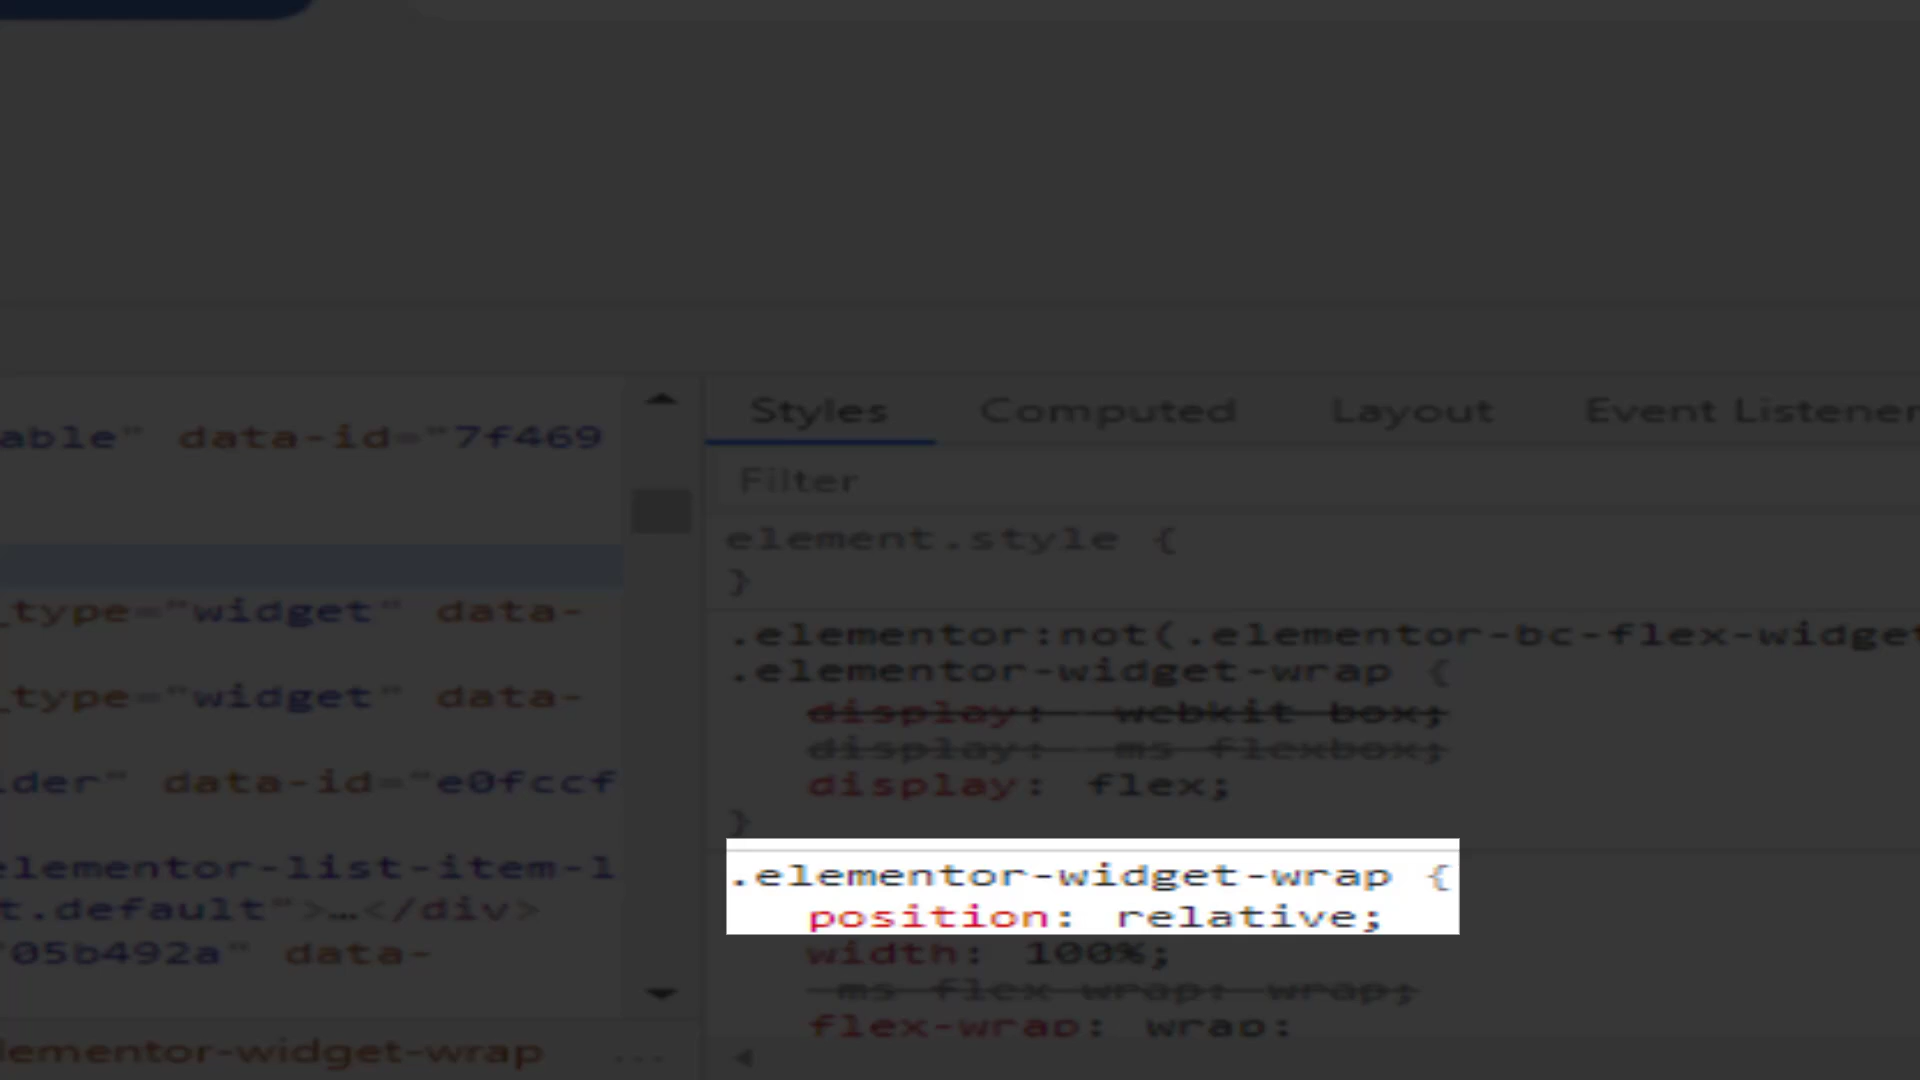 able" data-id="7f469
_type="widget" data-
_type="widget" data-
der" data-id="e0fccf
elementor-list-item-l
t.default">…</div>
"05b492a" data-
lementor-widget-wrap ...
Styles Computed Layout Event Listener
Filter
element.style {
}
.elementor:not(.elementor-bc-flex-widget
.elementor-widget-wrap {
display: -webkit-box;
display: -ms-flexbox;
display: flex;
}
.elementor-widget-wrap {
position: relative;
width: 100%;
-ms-flex-wrap: wrap;
flex-wrap: wrap;